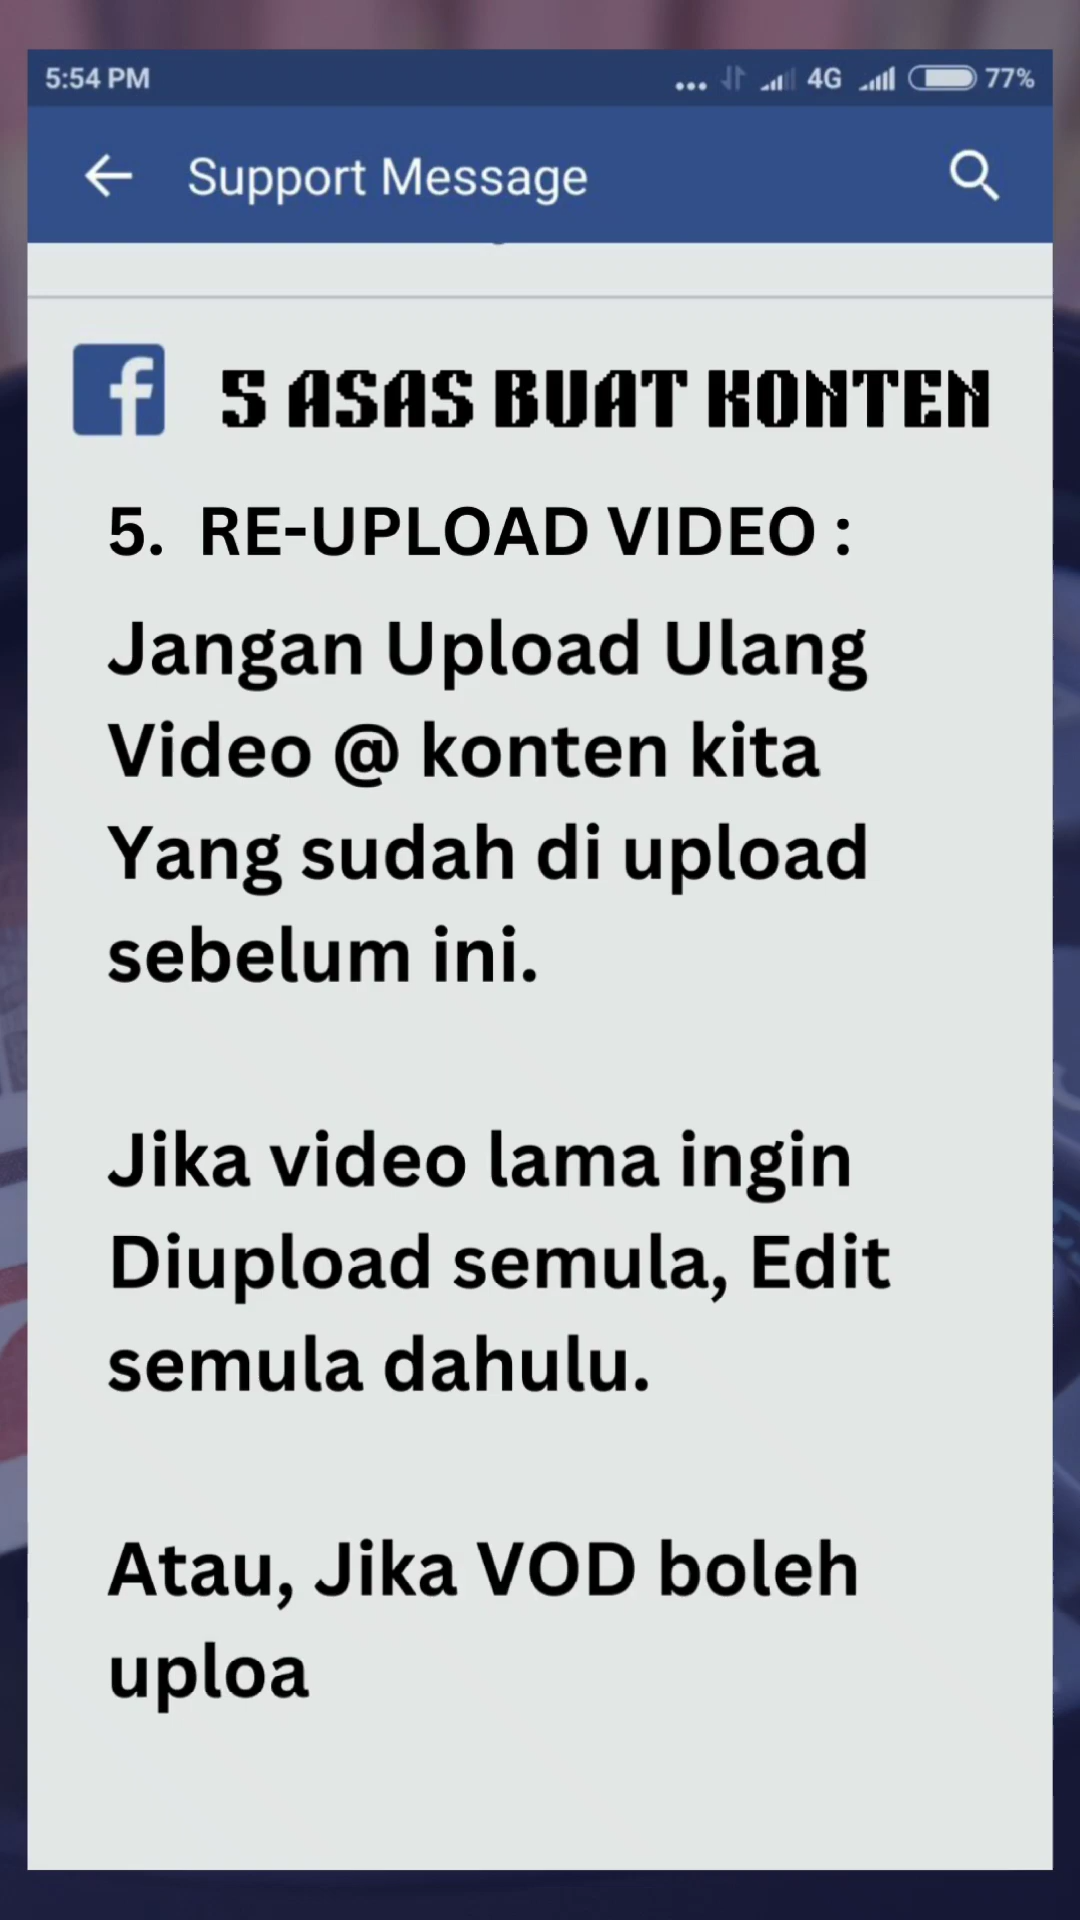 5:54 PM
4G
77%
Support Message
5 ASAS BUAT KONTEN
5. RE-UPLOAD VIDEO :
Jangan Upload Ulang
Video @ konten kita
Yang sudah di upload
sebelum ini.
Jika video lama ingin
Diupload semula, Edit
semula dahulu.
Atau, Jika VOD boleh
uploa